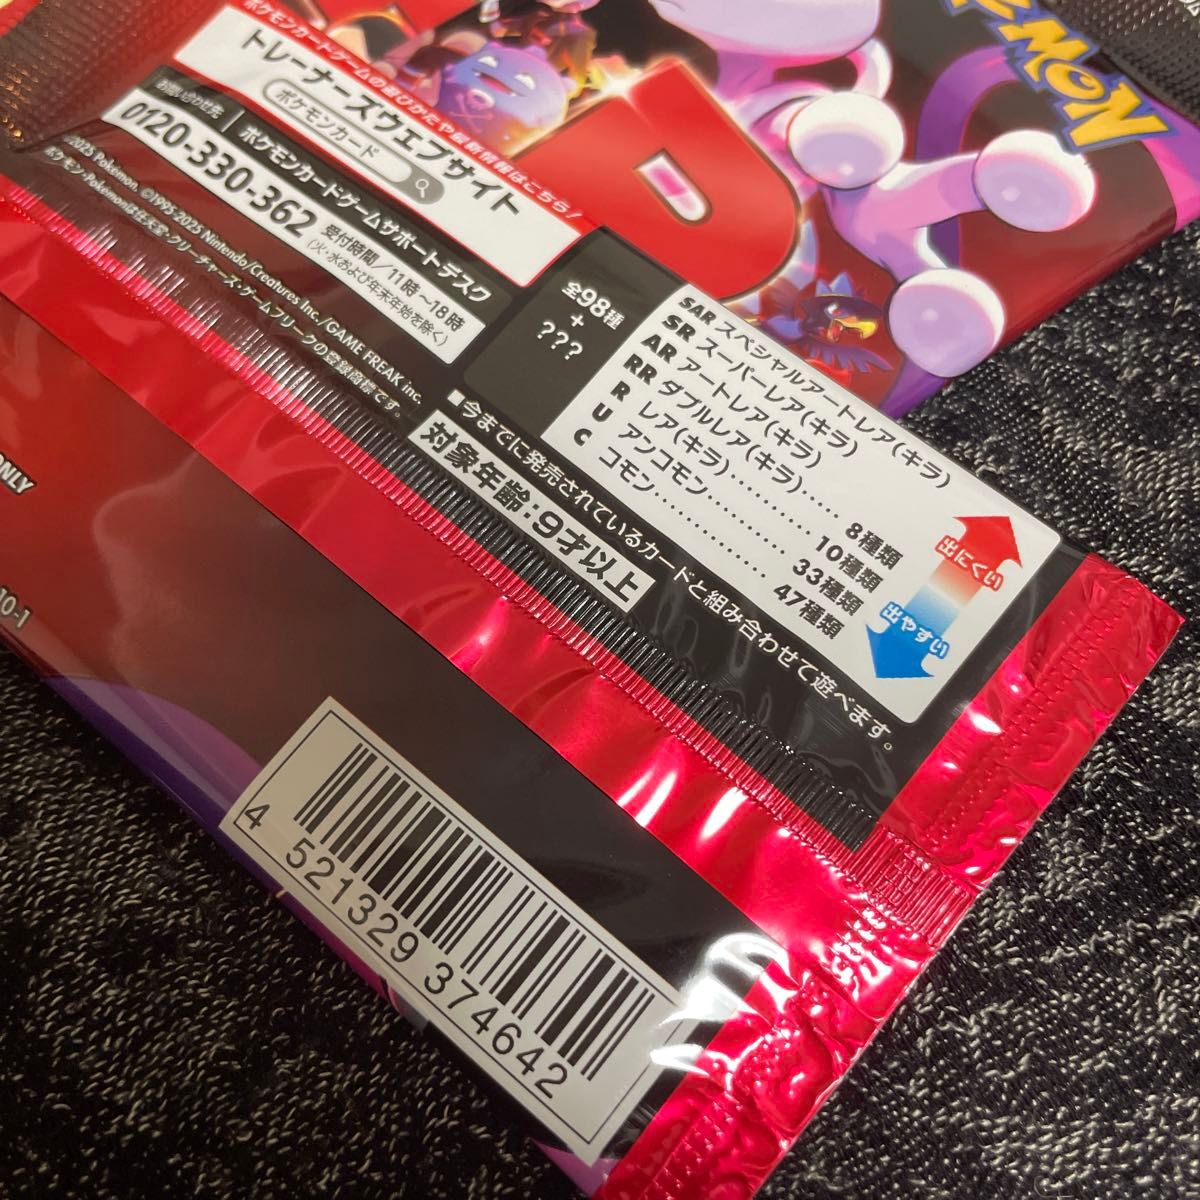 ポケモンカードゲームの遊びかたや最新情報はこちら!
トレーナーズウェブサイト
ポケモンカード
お問い合わせ先
ポケモンカードゲームサポートデスク
0120-330-362
受付時間/11時~18時
(火・水および年末年始を除く)
©2025 Pokémon. ©1995-2025 Nintendo/Creatures Inc./GAME FREAK inc.
ポケモン・Pokémonは任天堂・クリーチャーズ・ゲームフリークの登録商標です。
全98種
+
???
SAR スペシャルアートレア(キラ)
SR スーパーレア(キラ)
AR アートレア(キラ)
RR ダブルレア(キラ)…… 8種類
R レア(キラ)………… 10種類
U アンコモン………… 33種類
C コモン…………… 47種類
出にくい
出やすい
■今までに発売されているカードと組み合わせて遊べます。
対象年齢:9才以上
ONLY
10-1
4 521329 374642